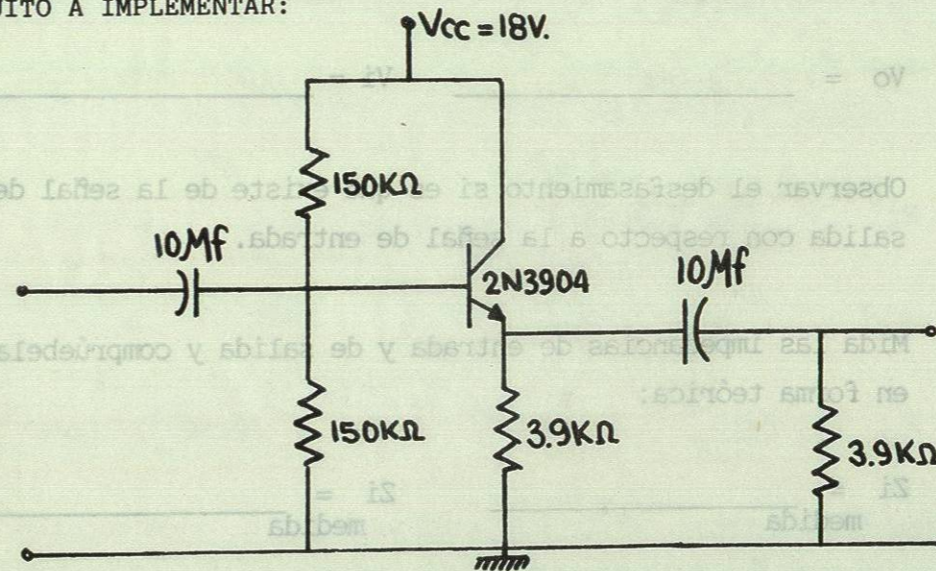 UITO A IMPLEMENTAR:
Vcc = 18V.
Vo = Vi =
150KΩ
Observar el desfasamiento si es que existe de la señal de
salida con respecto a la señal de entrada.
10Mf
10Mf
2N3904
Mida las impedancias de entrada y de salida y compruébela
en forma teórica:
150KΩ
3.9KΩ
3.9KΩ
Zi = Zi =
medida medida